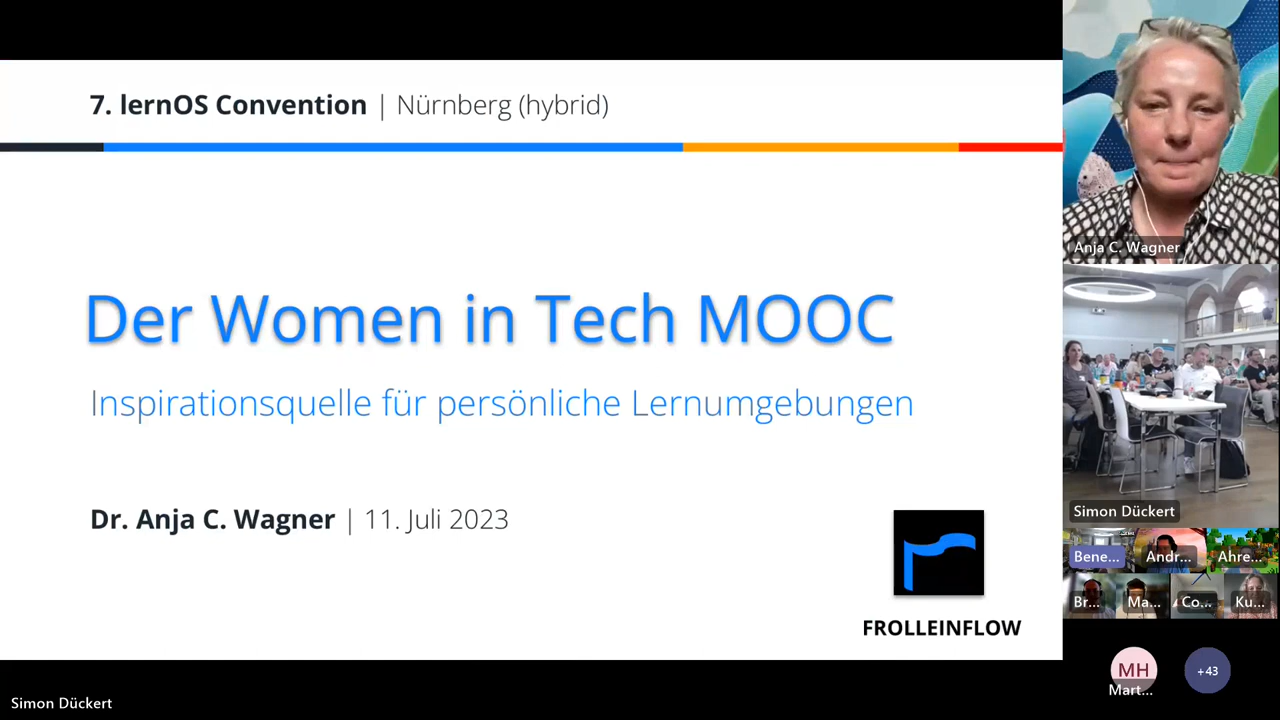 7. lernOS Convention | Nürnberg (hybrid)
Der Women in Tech MOOC
Inspirationsquelle für persönliche Lernumgebungen
Dr. Anja C. Wagner | 11. Juli 2023
FROLLEINFLOW
Anja C. Wagner
Simon Dückert
Bene...
Andr...
Ahre...
Br...
Ma...
Co...
Ku...
MH
Mart...
+43
Simon Dückert